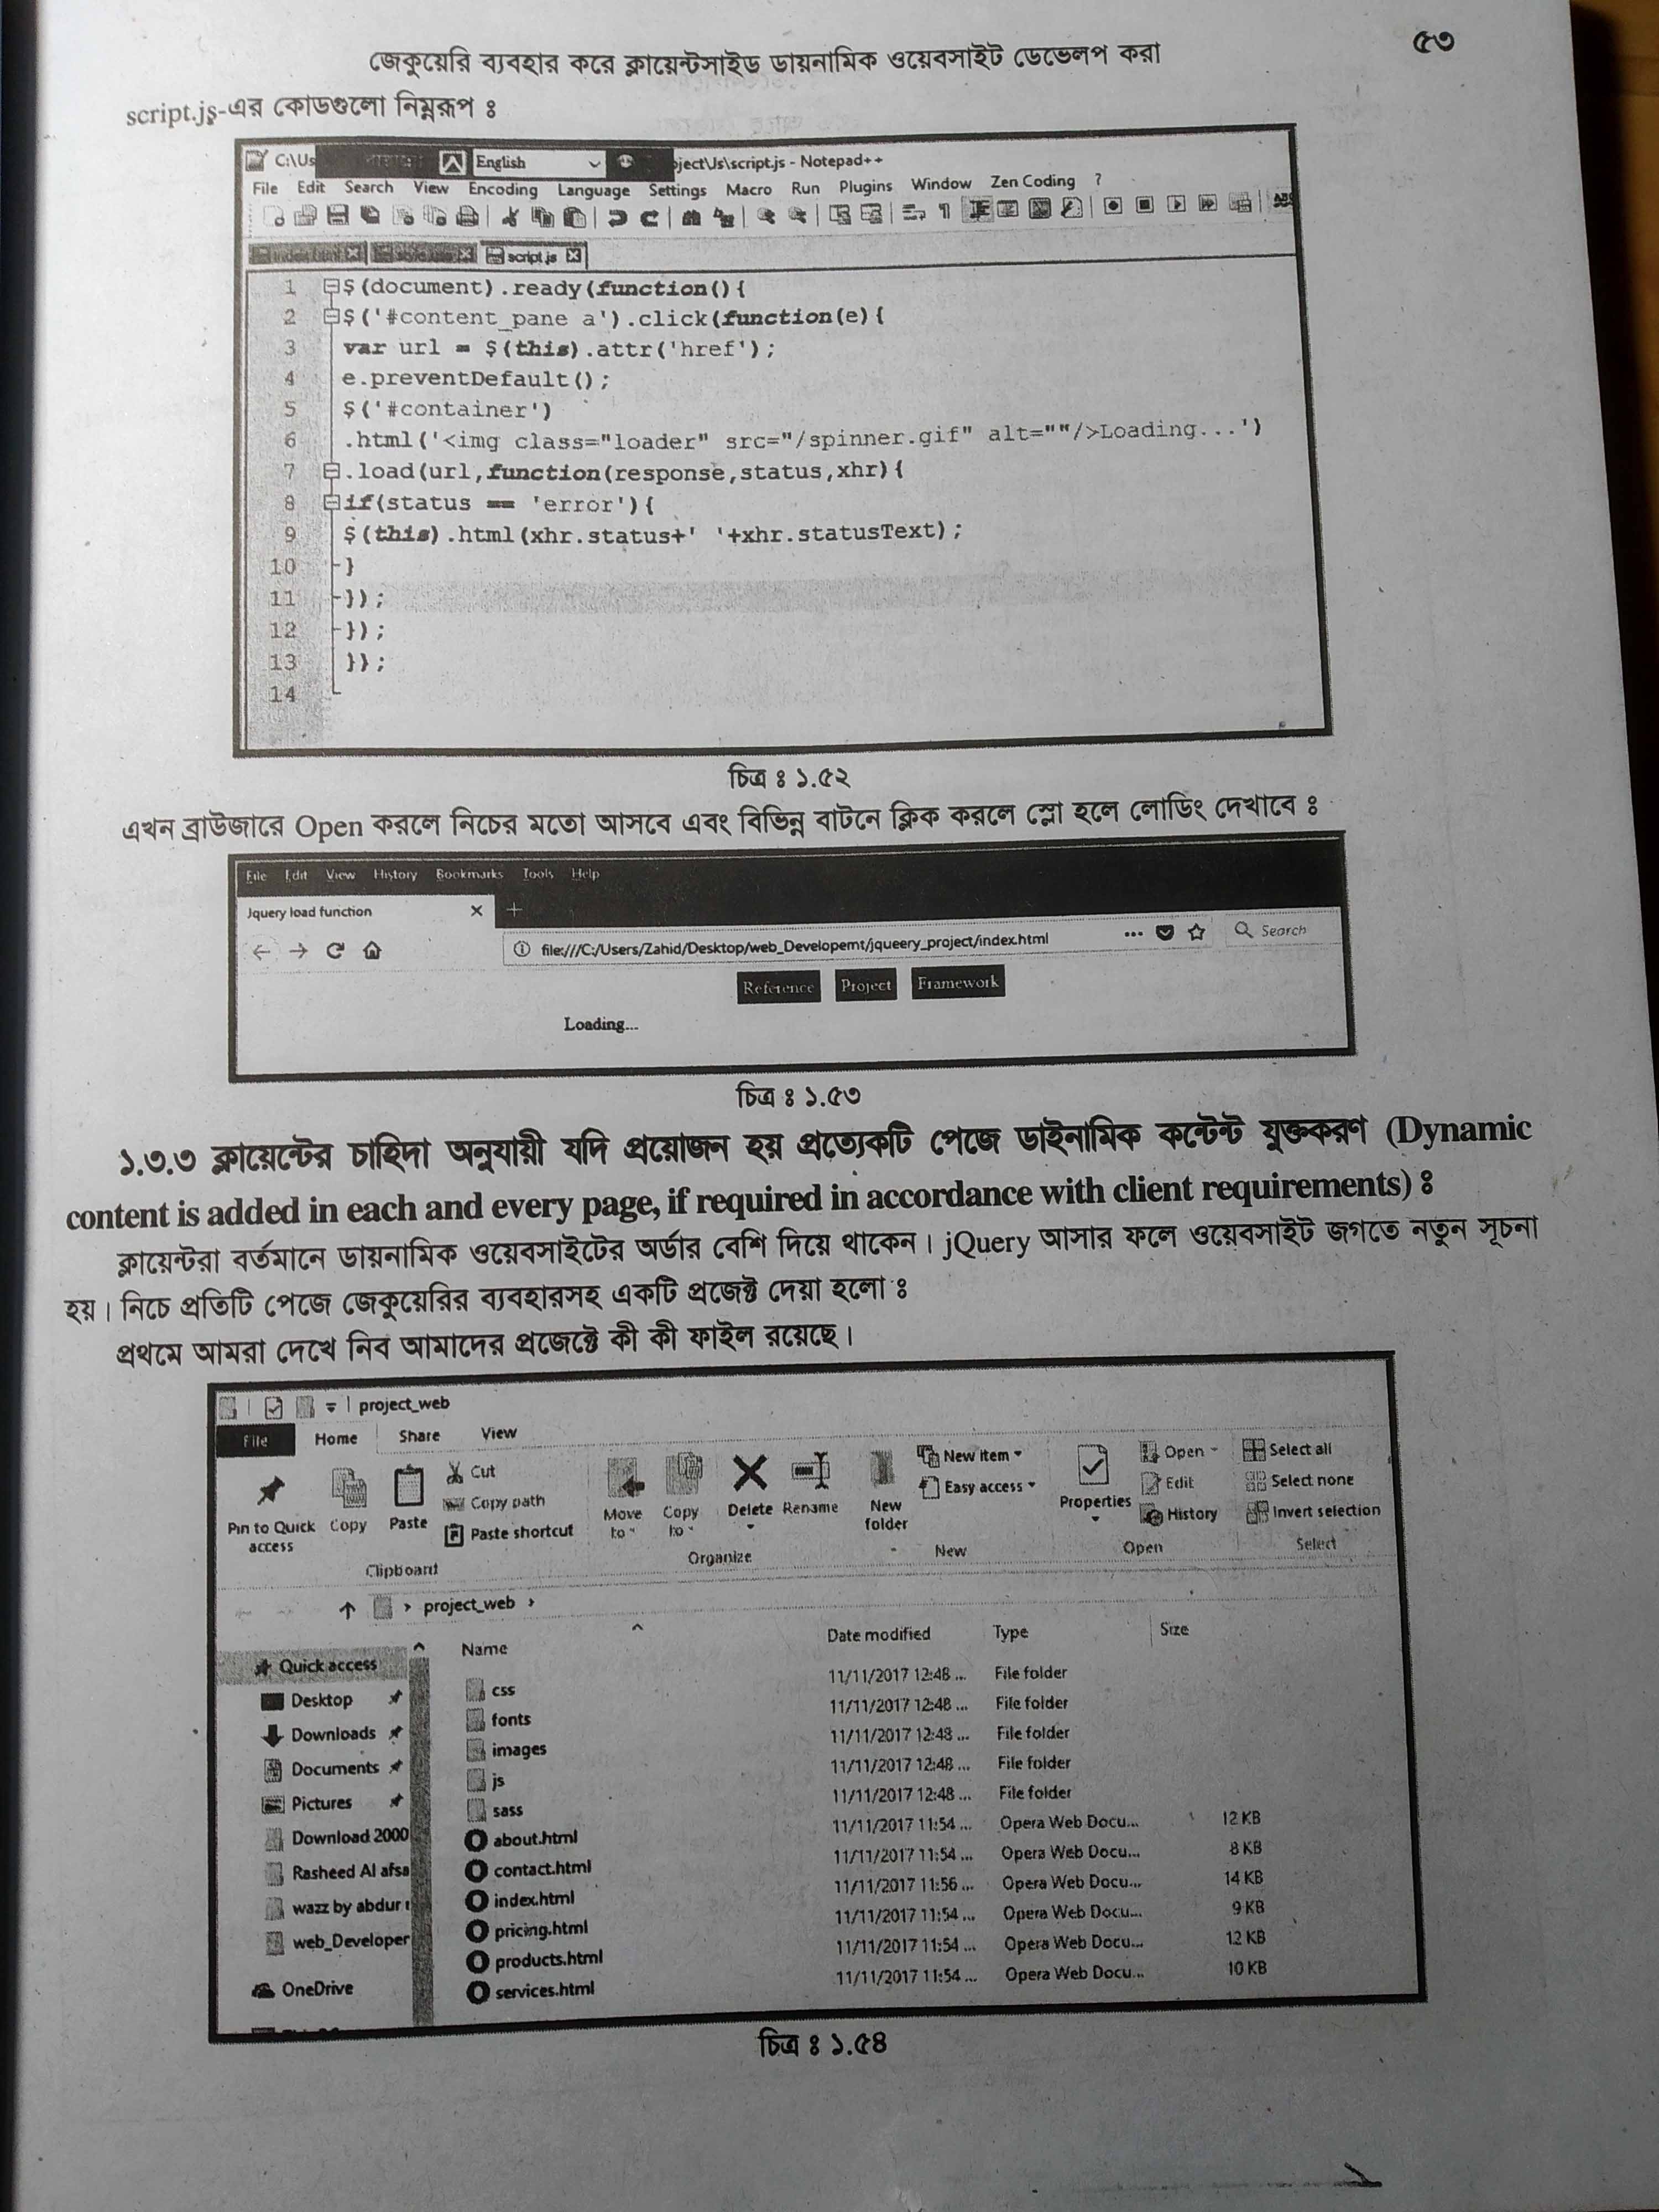 জেকুয়েরি ব্যবহার করে ক্লায়েন্টসাইড ডায়নামিক ওয়েবসাইট ডেভেলপ করা
৫৩
script.js-এর কোডগুলো নিম্নরূপ ঃ
C:\Us English oject\Js\script.js - Notepad++
File Edit Search View Encoding Language Settings Macro Run Plugins Window Zen Coding ?
index.html style.css script.js
1 $(document).ready(function(){
2 $('#content_pane a').click(function(e){
3 var url = $(this).attr('href');
4 e.preventDefault();
5 $('#container')
6 .html('<img class="loader" src="/spinner.gif" alt=""/>Loading...')
7 .load(url,function(response,status,xhr){
8 if(status == 'error'){
9 $(this).html(xhr.status+' '+xhr.statusText);
10 }
11 });
12 });
13 });
14
চিত্র ঃ ১.৫২
এখন ব্রাউজারে Open করলে নিচের মতো আসবে এবং বিভিন্ন বাটনে ক্লিক করলে স্লো হলে লোডিং দেখাবে ঃ
File Edit View History Bookmarks Tools Help
Jquery load function
file:///C:/Users/Zahid/Desktop/web_Developemt/jqueery_project/index.html
Search
Reference Project Framework
Loading...
চিত্র ঃ ১.৫৩
১.৩.৩ ক্লায়েন্টের চাহিদা অনুযায়ী যদি প্রয়োজন হয় প্রত্যেকটি পেজে ডাইনামিক কন্টেন্ট যুক্তকরণ (Dynamic
content is added in each and every page, if required in accordance with client requirements) ঃ
ক্লায়েন্টরা বর্তমানে ডায়নামিক ওয়েবসাইটের অর্ডার বেশি দিয়ে থাকেন। jQuery আসার ফলে ওয়েবসাইট জগতে নতুন সূচনা
হয়। নিচে প্রতিটি পেজে জেকুয়েরির ব্যবহারসহ একটি প্রজেক্ট দেয়া হলো ঃ
প্রথমে আমরা দেখে নিব আমাদের প্রজেক্টে কী কী ফাইল রয়েছে।
project_web
File Home Share View
Pin to Quick access
Copy
Paste
Cut
Copy path
Paste shortcut
Clipboard
Move to
Copy to
Delete
Rename
Organize
New folder
New item
Easy access
New
Properties
Open
Edit
History
Open
Select all
Select none
Invert selection
Select
project_web
Name Date modified Type Size
Quick access
Desktop
Downloads
Documents
Pictures
Download 2000
Rasheed Al afsa
wazz by abdur r
web_Developer
OneDrive
css 11/11/2017 12:48 ... File folder
fonts 11/11/2017 12:48 ... File folder
images 11/11/2017 12:48 ... File folder
js 11/11/2017 12:48 ... File folder
sass 11/11/2017 12:48 ... File folder
about.html 11/11/2017 11:54 ... Opera Web Docu... 12 KB
contact.html 11/11/2017 11:54 ... Opera Web Docu... 8 KB
index.html 11/11/2017 11:56 ... Opera Web Docu... 14 KB
pricing.html 11/11/2017 11:54 ... Opera Web Docu... 9 KB
products.html 11/11/2017 11:54 ... Opera Web Docu... 12 KB
services.html 11/11/2017 11:54 ... Opera Web Docu... 10 KB
চিত্র ঃ ১.৫৪